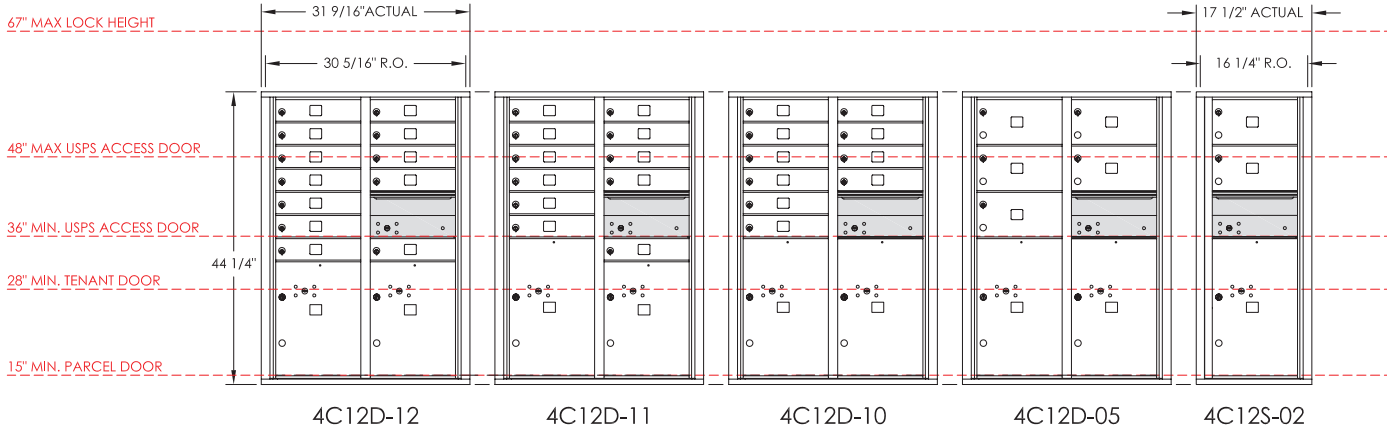 31 9/16"ACTUAL
17 1/2" ACTUAL
67" MAX LOCK HEIGHT
30 5/16" R.O.
16 1/4" R.O.
48" MAX USPS ACCESS DOOR
36" MIN. USPS ACCESS DOOR
44 1/4"
28" MIN. TENANT DOOR
15" MIN. PARCEL DOOR
4C12D-12
4C12D-11
4C12D-10
4C12D-05
4C12S-02